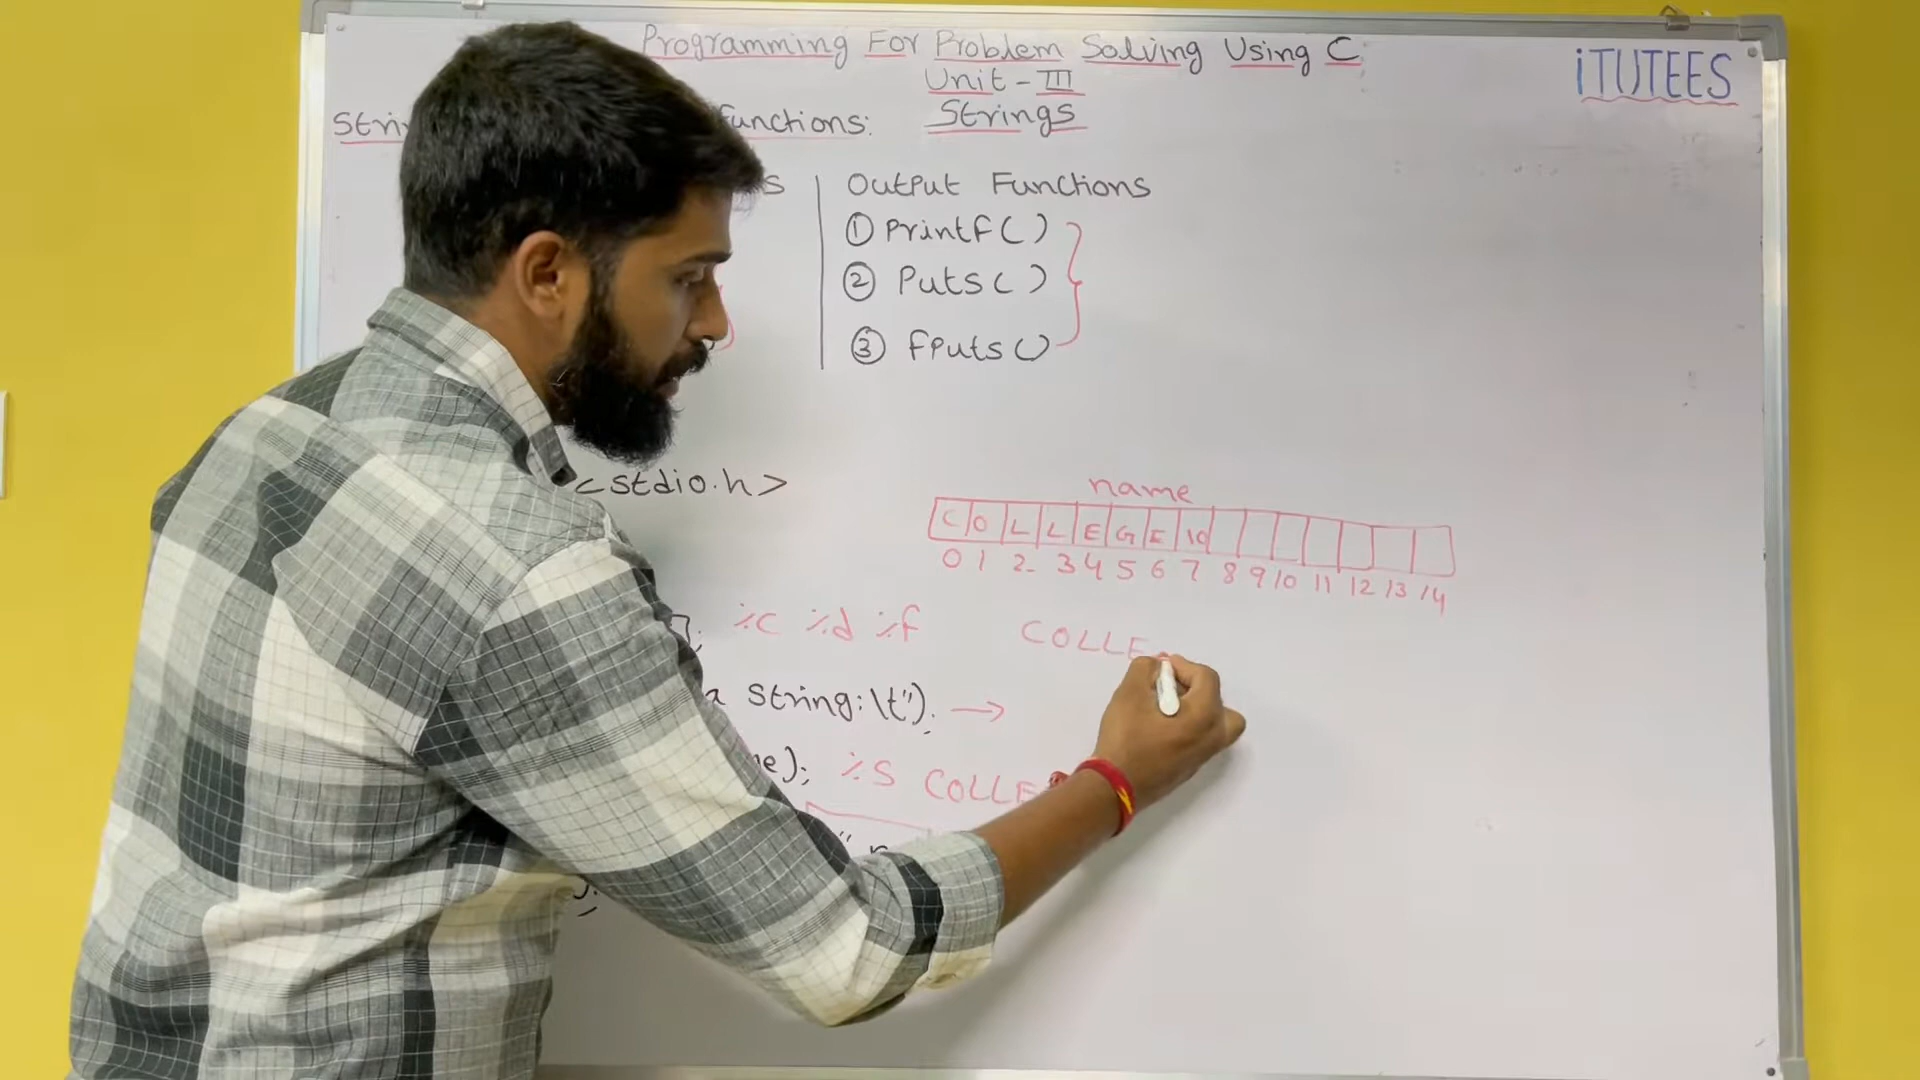 Programming For Problem Solving Using C
iTUTEES
Unit - III
Strings
Functions:
Output Functions
① Printf ( )
② Puts ( )
③ fputs ()
<stdio.h>
name
C O L L E G E \0
0 1 2 3 4 5 6 7 8 9 10 11 12 13 14
%c %d %f
COLLE
a String:\t"). →
); %s COLLE